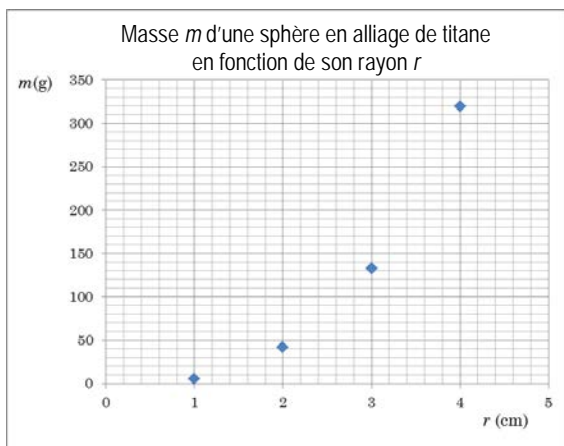 Masse m d'une sphère en alliage de titane
en fonction de son rayon r
m(g)
350
300
250
200
150
100
50
0
0 1 2 3 4 5
r (cm)